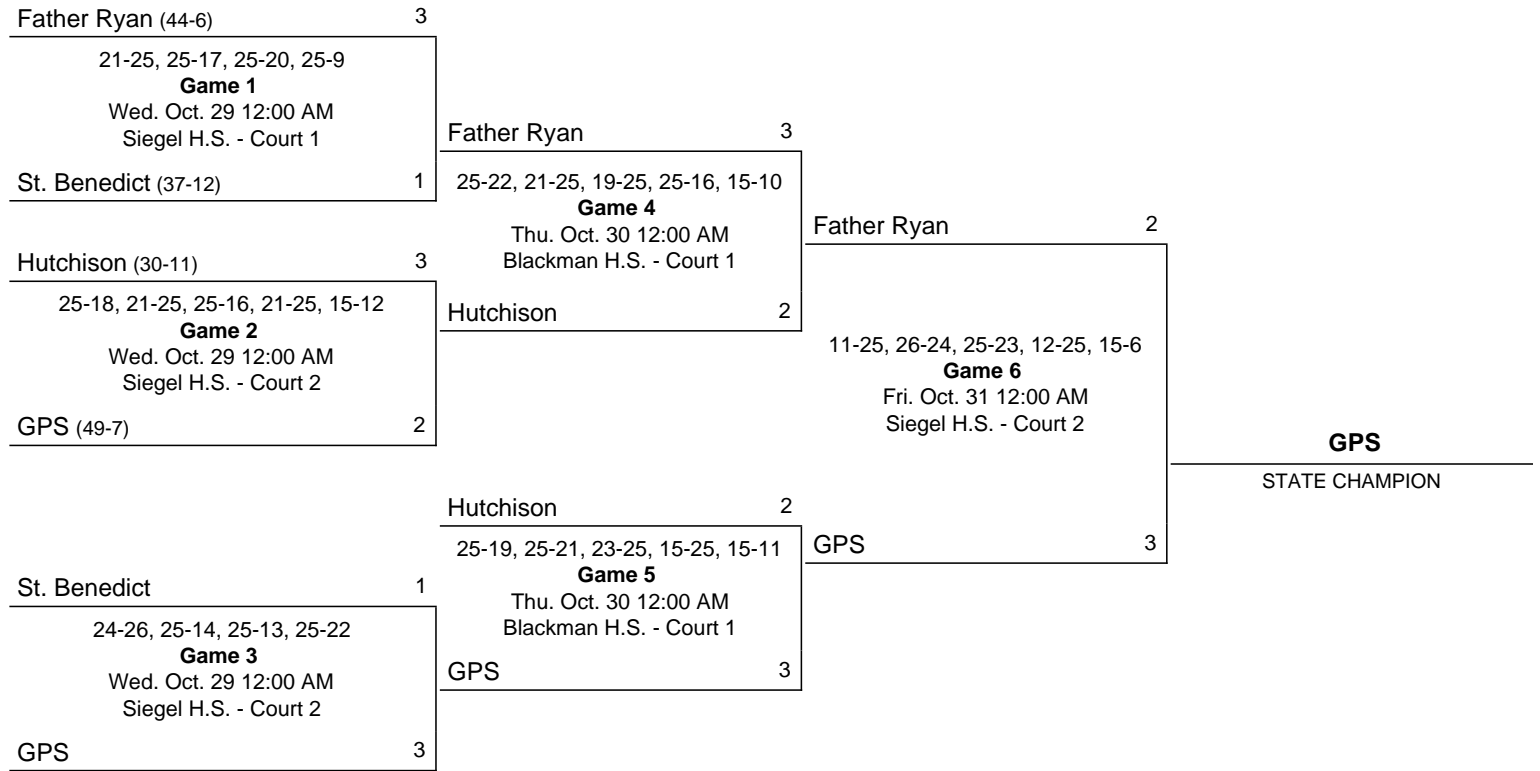 Father Ryan (44-6) 3
21-25, 25-17, 25-20, 25-9
Game 1
Wed. Oct. 29 12:00 AM
Siegel H.S. - Court 1
St. Benedict (37-12) 1
Hutchison (30-11) 3
25-18, 21-25, 25-16, 21-25, 15-12
Game 2
Wed. Oct. 29 12:00 AM
Siegel H.S. - Court 2
GPS (49-7) 2
St. Benedict 1
24-26, 25-14, 25-13, 25-22
Game 3
Wed. Oct. 29 12:00 AM
Siegel H.S. - Court 2
GPS 3
Father Ryan 3
25-22, 21-25, 19-25, 25-16, 15-10
Game 4
Thu. Oct. 30 12:00 AM
Blackman H.S. - Court 1
Hutchison 2
Hutchison 2
25-19, 25-21, 23-25, 15-25, 15-11
Game 5
Thu. Oct. 30 12:00 AM
Blackman H.S. - Court 1
GPS 3
Father Ryan 2
11-25, 26-24, 25-23, 12-25, 15-6
Game 6
Fri. Oct. 31 12:00 AM
Siegel H.S. - Court 2
GPS 3
GPS
STATE CHAMPION